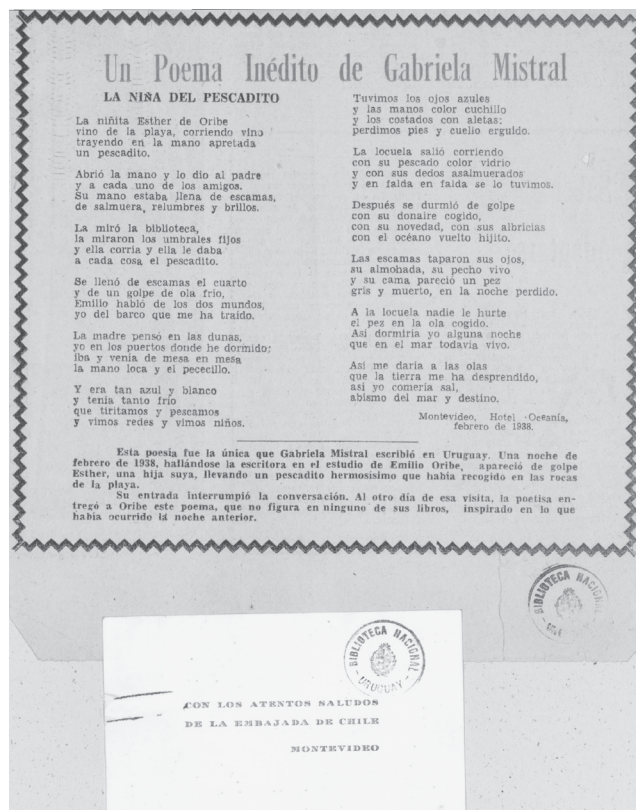 Un Poema Inédito de Gabriela Mistral
LA NIÑA DEL PESCADITO
La niñita Esther de Oribe
vino de la playa, corriendo vino
trayendo en la mano apretada
un pescadito.
Abrió la mano y lo dio al padre
y a cada uno de los amigos.
Su mano estaba llena de escamas,
de salmuera, relumbres y brillos.
La miró la biblioteca,
la miraron los umbrales fijos
y ella corría y ella le daba
a cada cosa el pescadito.
Se llenó de escamas el cuarto
y de un golpe de ola frío,
Emilio habló de los dos mundos,
yo del barco que me ha traído.
La madre pensó en las dunas,
yo en los puertos donde he dormido;
iba y venía de mesa en mesa
la mano loca y el pececillo.
Y era tan azul y blanco
y tenía tanto frío
que tiritamos y pescamos
y vimos redes y vimos niños.
Tuvimos los ojos azules
y las manos color cuchillo
y los costados con aletas;
perdimos pies y cuello erguido.
La locuela salió corriendo
con su pescado color vidrio
y con sus dedos asalmuerados
y en falda en falda se lo tuvimos.
Después se durmió de golpe
con su donaire cogido,
con su novedad, con sus albricias
con el océano vuelto hijito.
Las escamas taparon sus ojos,
su almohada, su pecho vivo
y su cama pareció un pez
gris y muerto, en la noche perdido.
A la locuela nadie le hurte
el pez en la ola cogido.
Así dormiría yo alguna noche
que en el mar todavía vivo.
Así me daría a las olas
que la tierra me ha desprendido,
así yo comería sal,
abismo del mar y destino.
Montevideo, Hotel Oceanía,
febrero de 1938.
Esta poesía fue la única que Gabriela Mistral escribió en Uruguay. Una noche de
febrero de 1938, hallándose la escritora en el estudio de Emilio Oribe, apareció de golpe
Esther, una hija suya, llevando un pescadito hermosísimo que había recogido en las rocas
de la playa.
Su entrada interrumpió la conversación. Al otro día de esa visita, la poetisa en-
tregó a Oribe este poema, que no figura en ninguno de sus libros, inspirado en lo que
había ocurrido la noche anterior.
BIBLIOTECA NACIONAL
BIBLIOTECA NACIONAL
URUGUAY
CON LOS ATENTOS SALUDOS
DE LA EMBAJADA DE CHILE
MONTEVIDEO